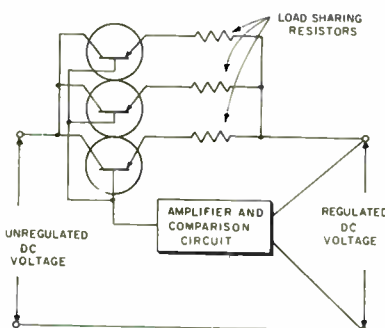 LOAD SHARING
RESISTORS
AMPLIFIER AND
COMPARISON
CIRCUIT
UNREGULATED
DC
VOLTAGE
REGULATED
DC
VOLTAGE